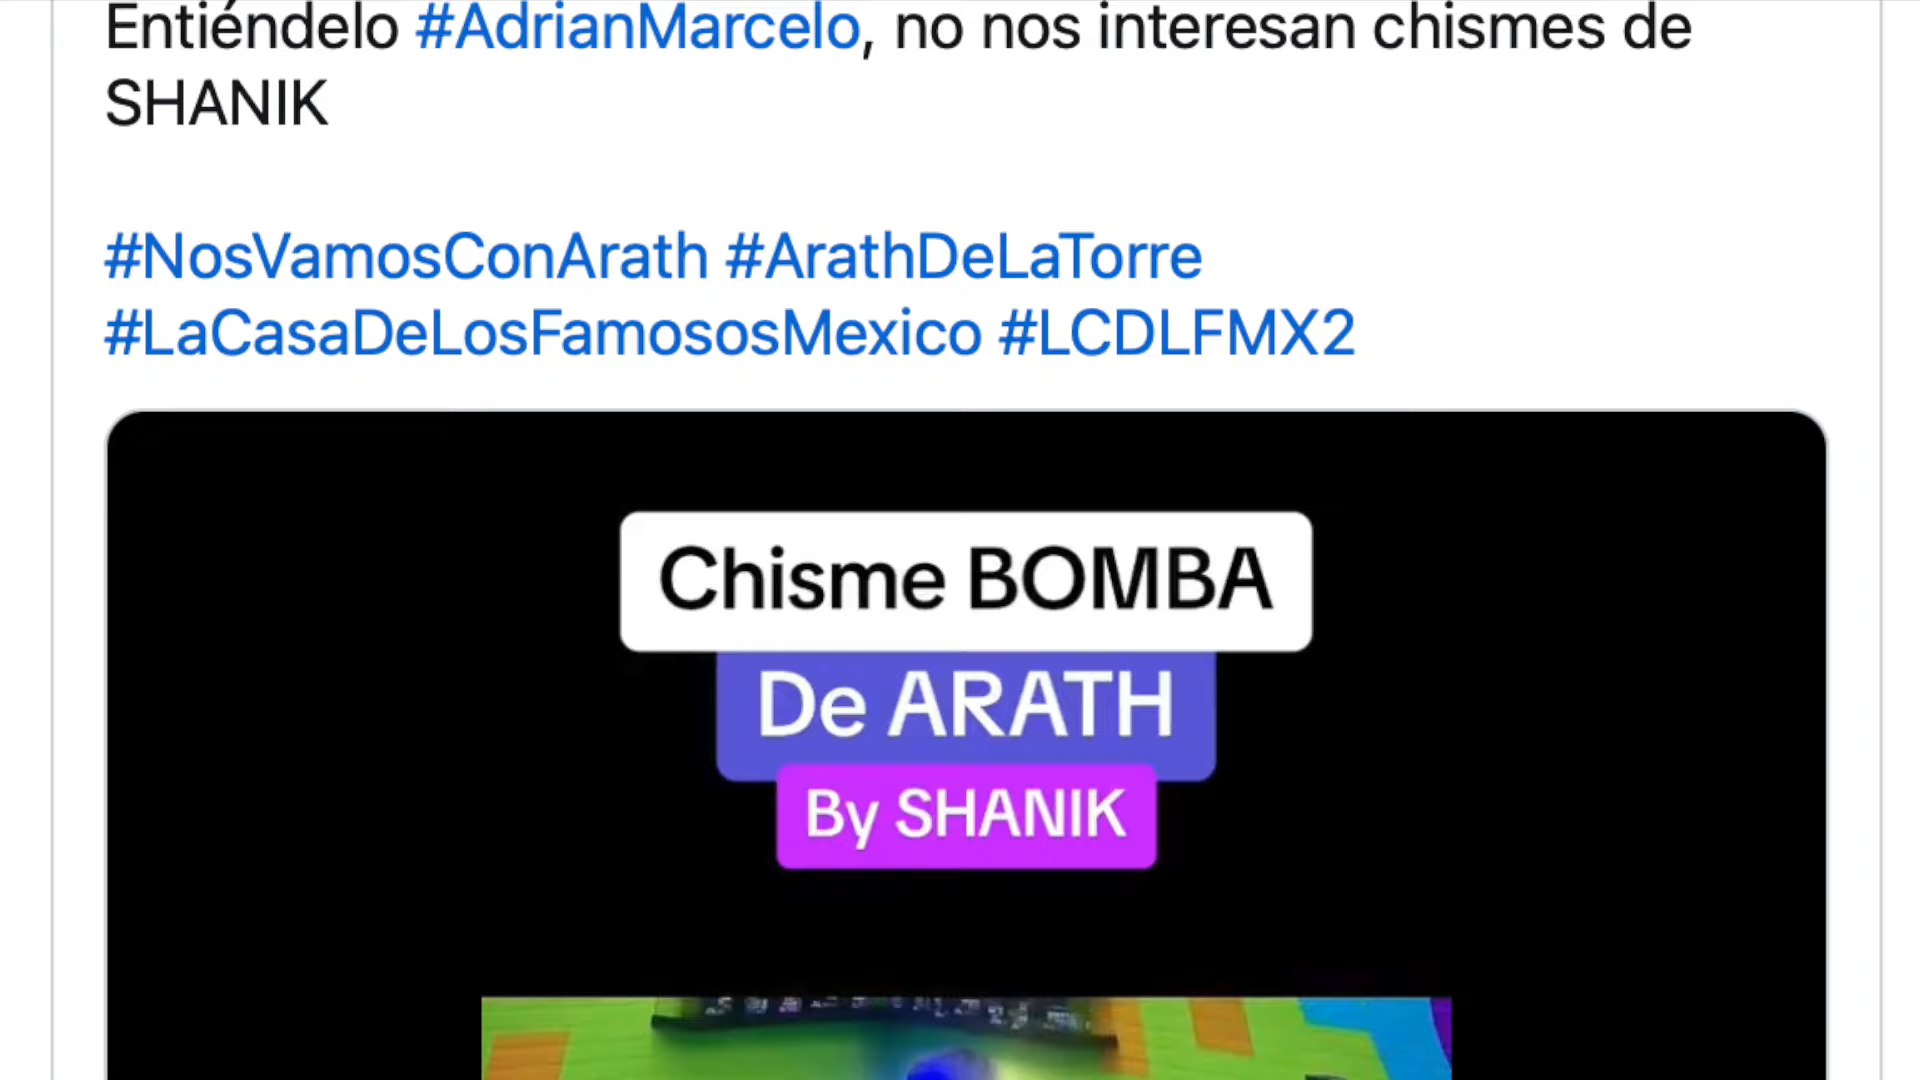 Entiéndelo #AdrianMarcelo, no nos interesan chismes de
SHANIK
#NosVamosConArath #ArathDeLaTorre
#LaCasaDeLosFamososMexico #LCDLFMX2
Chisme BOMBA
De ARATH
By SHANIK